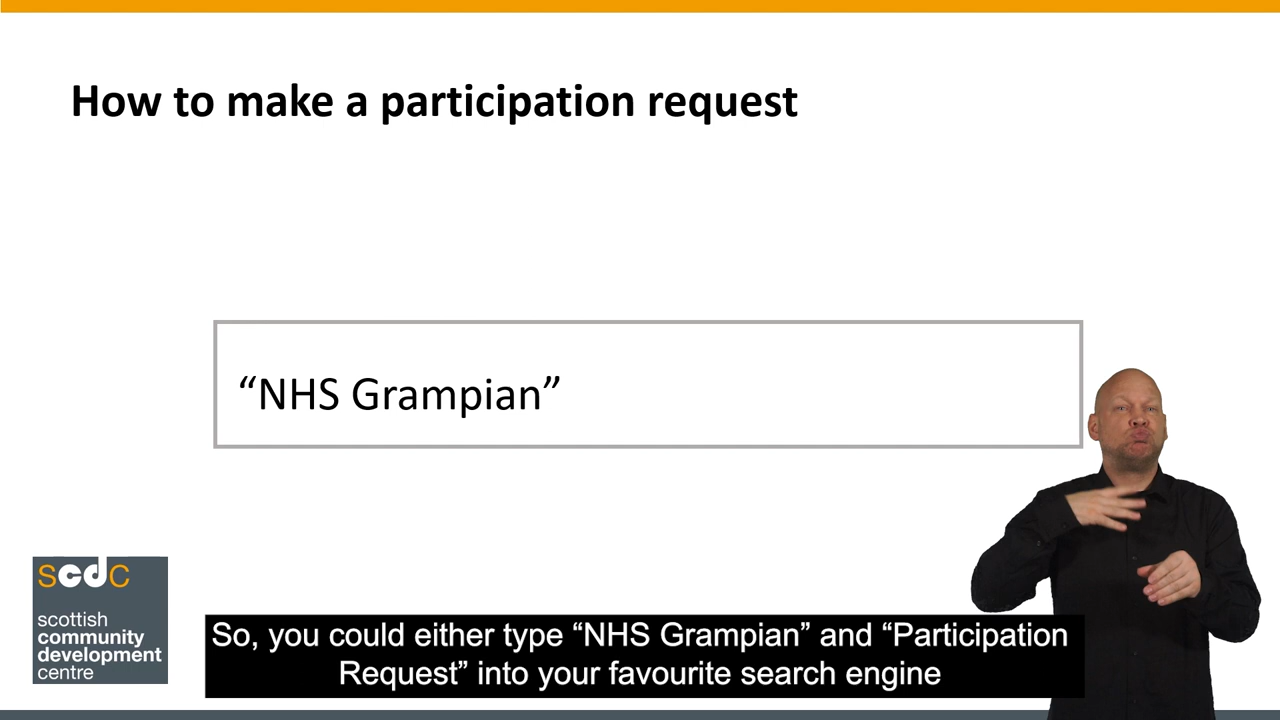 How to make a participation request
“NHS Grampian”
scdc
scottish
community
development
centre
So, you could either type “NHS Grampian” and “Participation
Request” into your favourite search engine